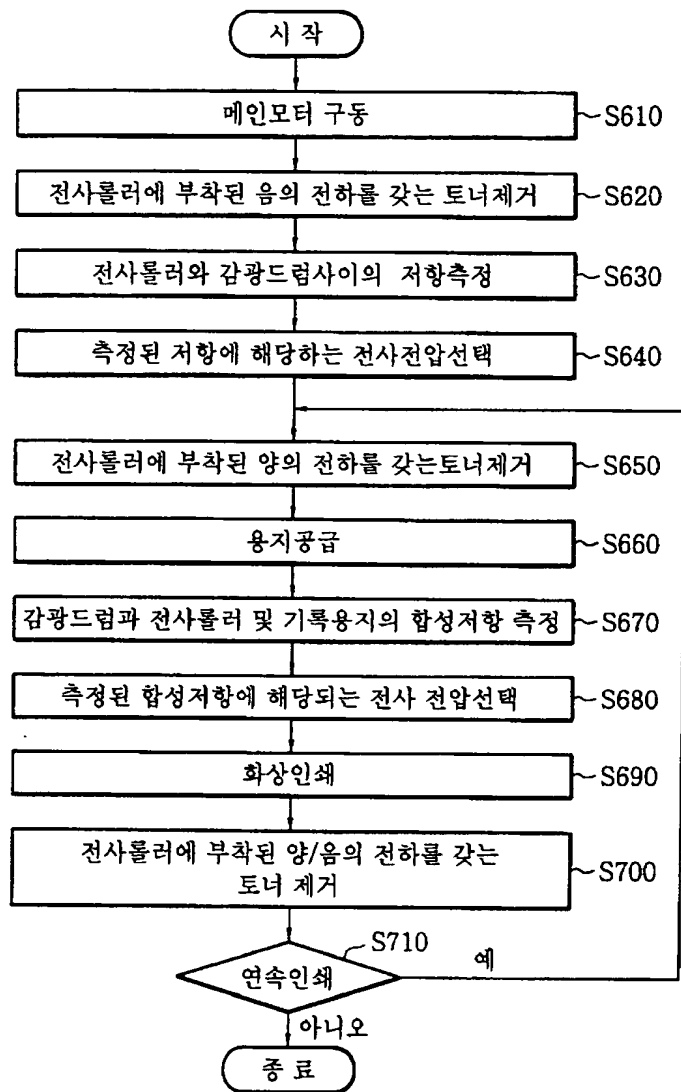 시 작
메인모터 구동
S610
전사롤러에 부착된 음의 전하를 갖는 토너제거
S620
전사롤러와 감광드럼사이의 저항측정
S630
측정된 저항에 해당하는 전사전압선택
S640
전사롤러에 부착된 양의 전하를 갖는토너제거
S650
용지공급
S660
감광드럼과 전사롤러 및 기록용지의 합성저항 측정
S670
측정된 합성저항에 해당되는 전사 전압선택
S680
화상인쇄
S690
전사롤러에 부착된 양/음의 전하를 갖는
토너 제거
S700
S710
연속인쇄
예
아니오
종 료